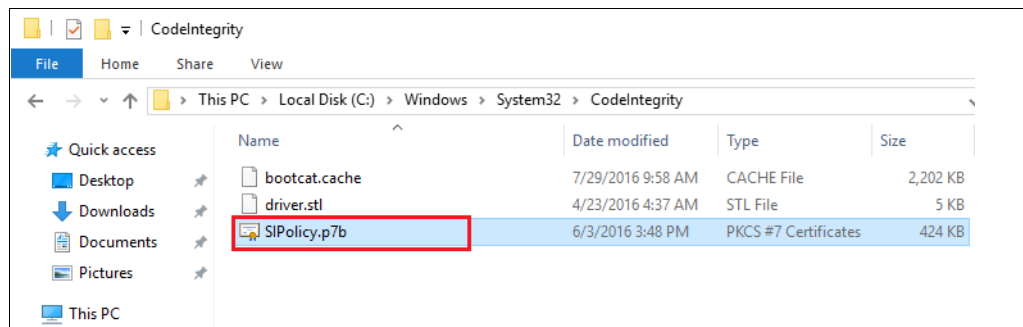 CodeIntegrity
File Home Share View
This PC > Local Disk (C:) > Windows > System32 > CodeIntegrity
Name Date modified Type Size
Quick access
Desktop
Downloads
Documents
Pictures
This PC
bootcat.cache 7/29/2016 9:58 AM CACHE File 2,202 KB
driver.stl 4/23/2016 4:37 AM STL File 5 KB
SIPolicy.p7b 6/3/2016 3:48 PM PKCS #7 Certificates 424 KB